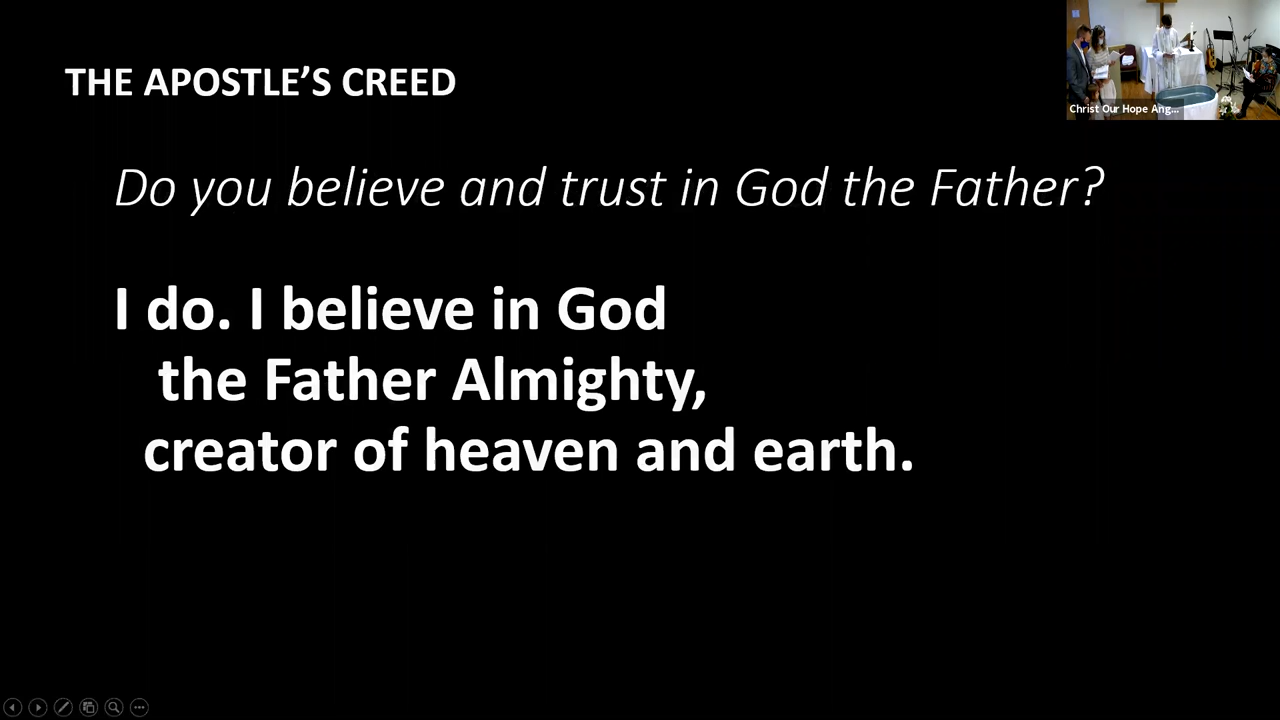 THE APOSTLE’S CREED
Christ Our Hope Ang...
Do you believe and trust in God the Father?
I do. I believe in God
the Father Almighty,
creator of heaven and earth.